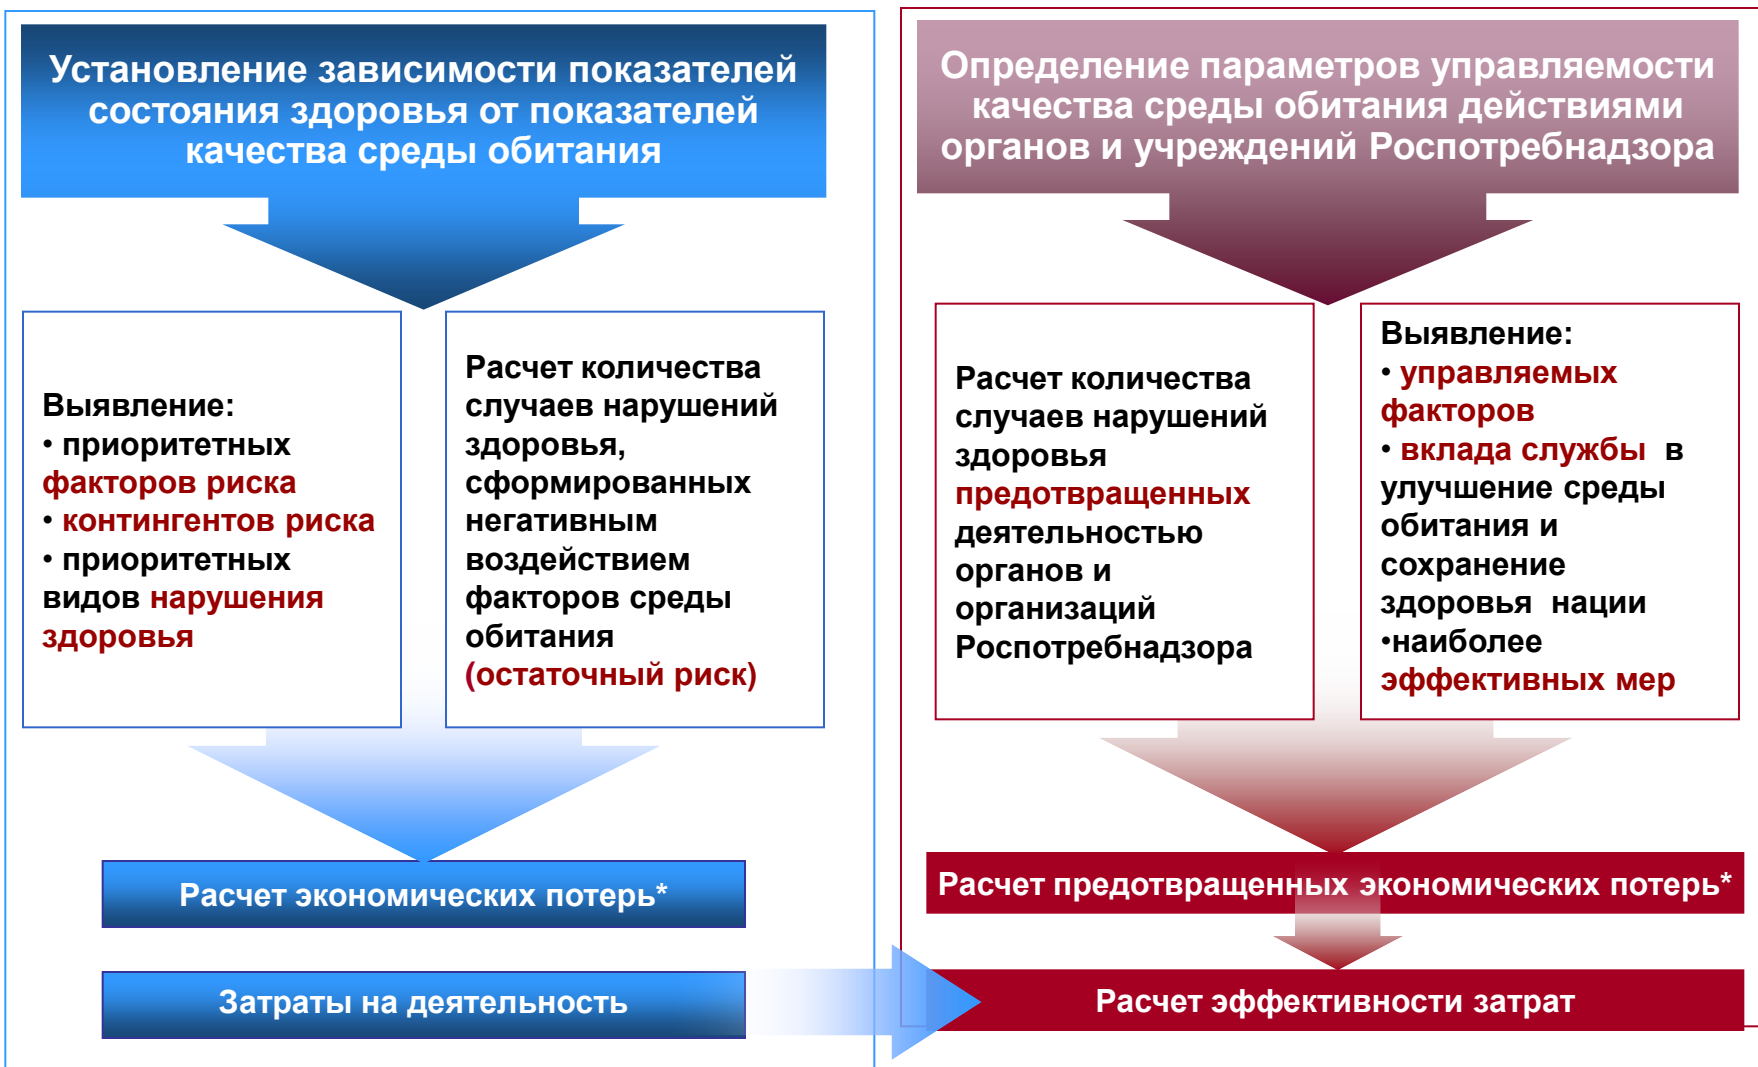 Установление зависимости показателей
состояния здоровья от показателей
качества среды обитания
Выявление:
• приоритетных
факторов риска
• контингентов риска
• приоритетных
видов нарушения
здоровья
Расчет количества
случаев нарушений
здоровья,
сформированных
негативным
воздействием
факторов среды
обитания
(остаточный риск)
Расчет экономических потерь*
Затраты на деятельность
Определение параметров управляемости
качества среды обитания действиями
органов и учреждений Роспотребнадзора
Расчет количества
случаев нарушений
здоровья
предотвращенных
деятельностью
органов и
организаций
Роспотребнадзора
Выявление:
• управляемых
факторов
• вклада службы в
улучшение среды
обитания и
сохранение
здоровья нации
•наиболее
эффективных мер
Расчет предотвращенных экономических потерь*
Расчет эффективности затрат